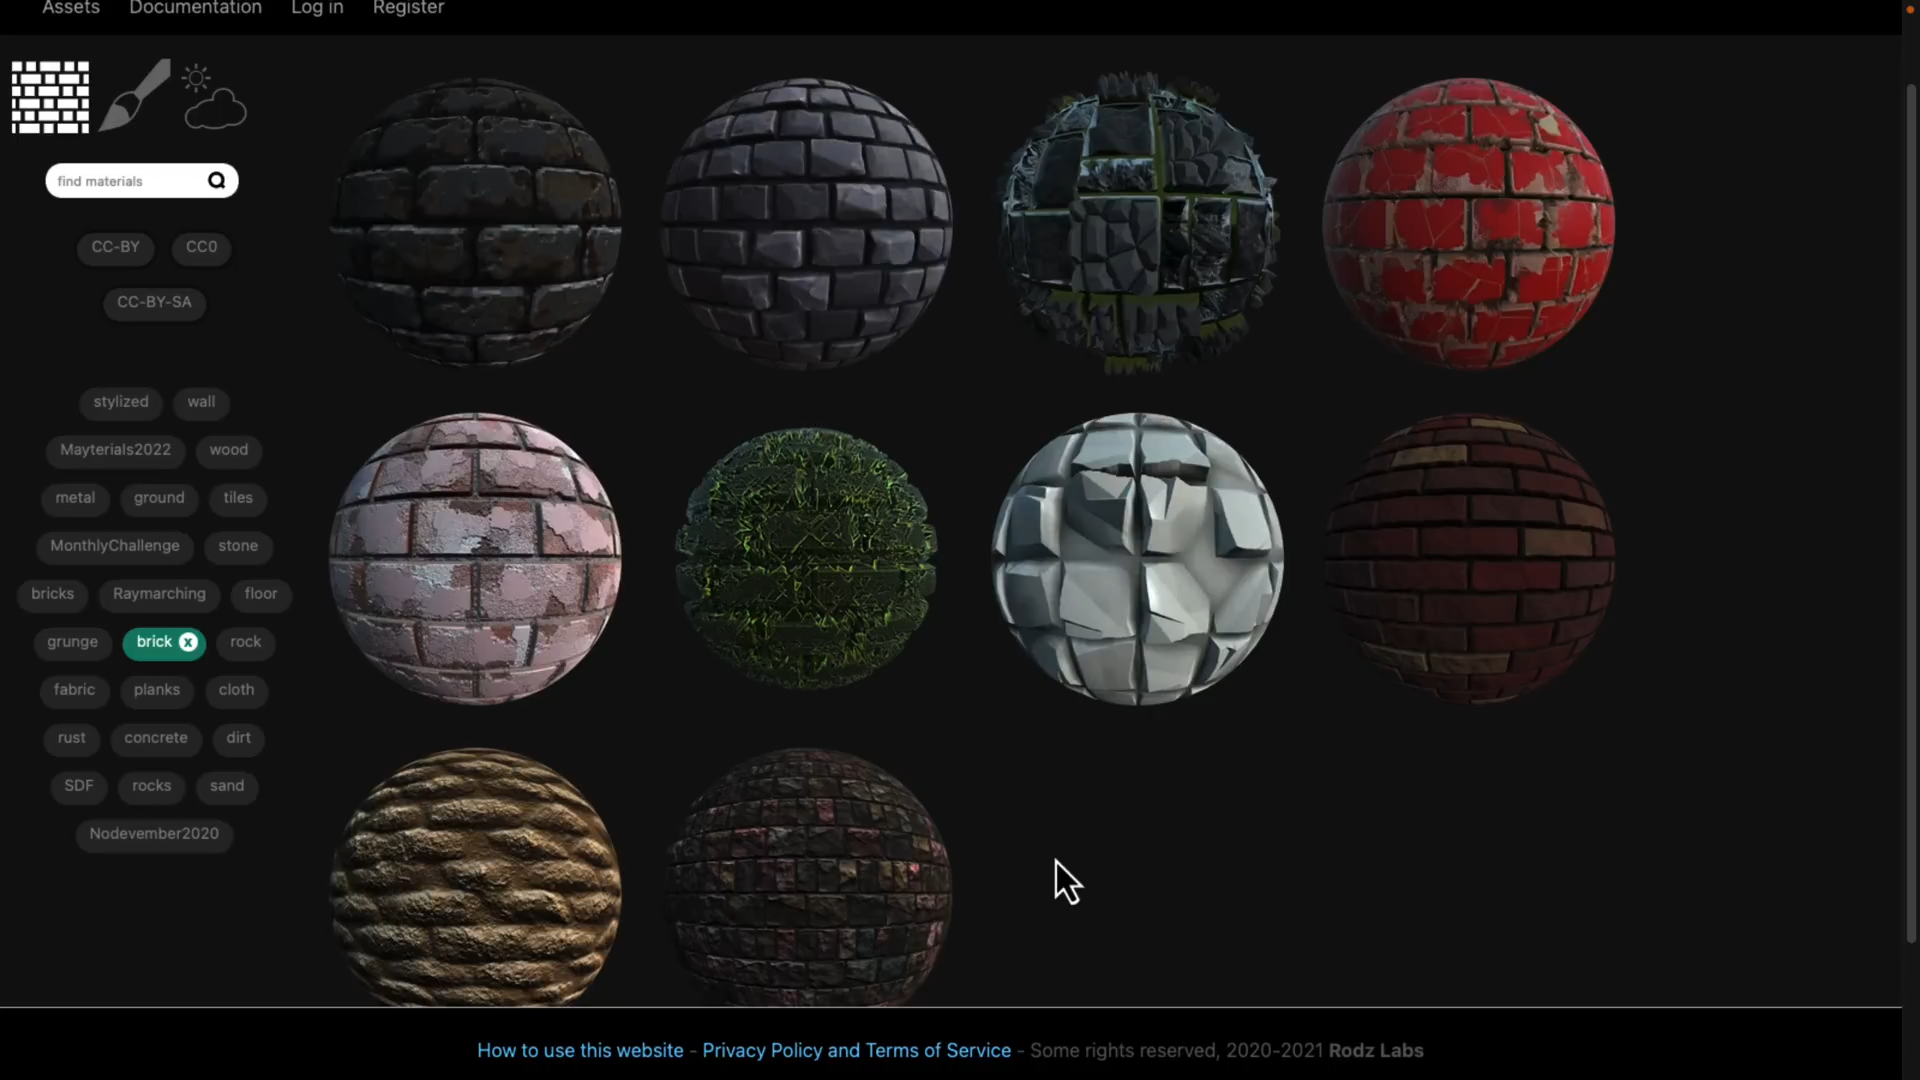 Assets Documentation Log in Register
find materials
CC-BY CC0
CC-BY-SA
stylized wall
Mayterials2022 wood
metal ground tiles
MonthlyChallenge stone
bricks Raymarching floor
grunge brick x rock
fabric planks cloth
rust concrete dirt
SDF rocks sand
Nodevember2020
How to use this website - Privacy Policy and Terms of Service - Some rights reserved, 2020-2021 Rodz Labs